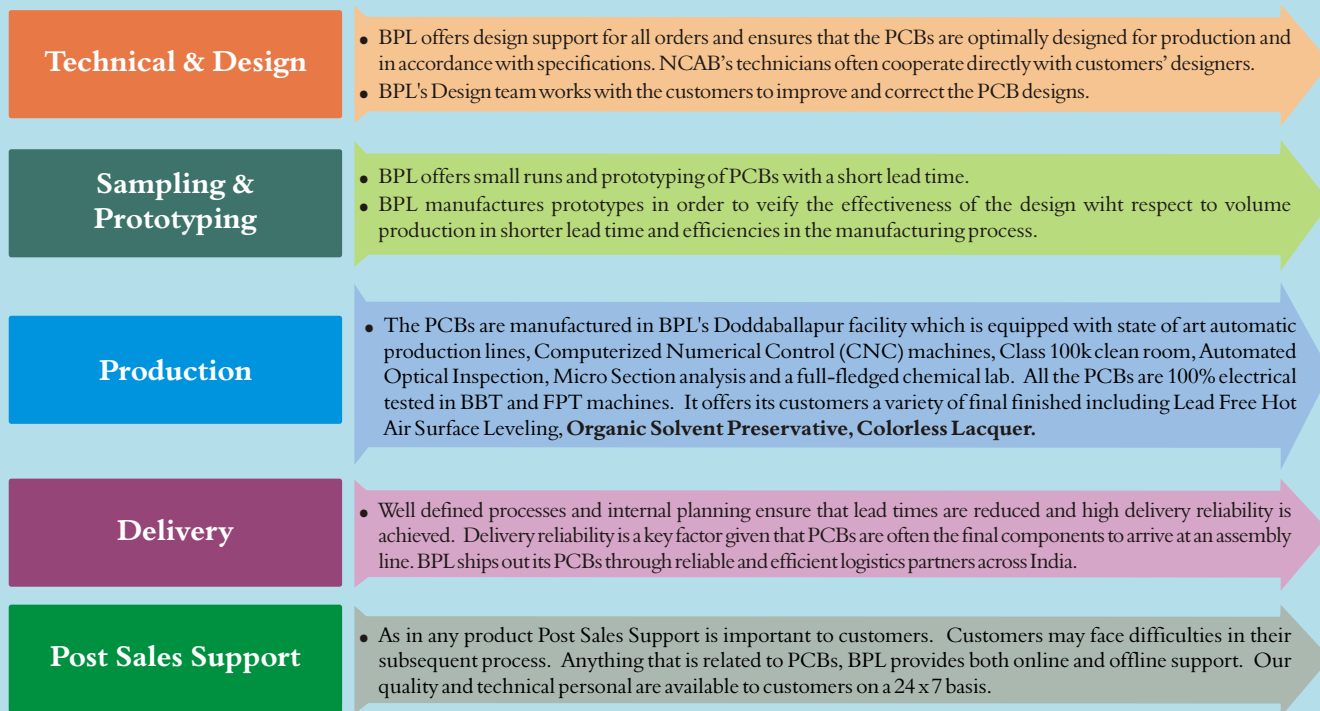 Technical & Design
• BPL offers design support for all orders and ensures that the PCBs are optimally designed for production and
in accordance with specifications. NCAB's technicians often cooperate directly with customers' designers.
• BPL's Design team works with the customers to improve and correct the PCB designs.
Sampling &
Prototyping
• BPL offers small runs and prototyping of PCBs with a short lead time.
• BPL manufactures prototypes in order to veify the effectiveness of the design wiht respect to volume
production in shorter lead time and efficiencies in the manufacturing process.
Production
• The PCBs are manufactured in BPL's Doddaballapur facility which is equipped with state of art automatic
production lines, Computerized Numerical Control (CNC) machines, Class 100k clean room, Automated
Optical Inspection, Micro Section analysis and a full-fledged chemical lab. All the PCBs are 100% electrical
tested in BBT and FPT machines. It offers its customers a variety of final finished including Lead Free Hot
Air Surface Leveling, Organic Solvent Preservative, Colorless Lacquer.
Delivery
• Well defined processes and internal planning ensure that lead times are reduced and high delivery reliability is
achieved. Delivery reliability is a key factor given that PCBs are often the final components to arrive at an assembly
line. BPL ships out its PCBs through reliable and efficient logistics partners across India.
Post Sales Support
• As in any product Post Sales Support is important to customers. Customers may face difficulties in their
subsequent process. Anything that is related to PCBs, BPL provides both online and offline support. Our
quality and technical personal are available to customers on a 24 x 7 basis.